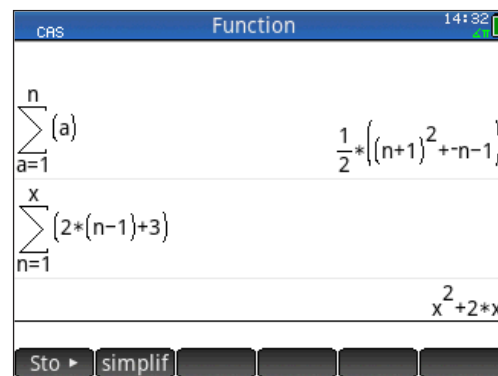 CAS Function 14:32
∡π
n
∑ (a)
a=1
1/2*((n+1)^2+-n-1)
x
∑ (2*(n-1)+3)
n=1
x^2+2*x
Sto ► simplif